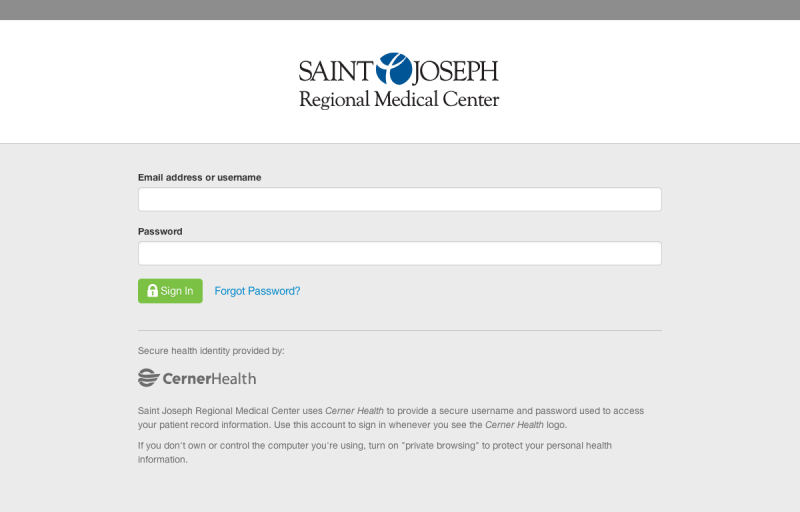 SAINT JOSEPH
Regional Medical Center
Email address or username
Password
Sign In
Forgot Password?
Secure health identity provided by:
CernerHealth
Saint Joseph Regional Medical Center uses Cerner Health to provide a secure username and password used to access
your patient record information. Use this account to sign in whenever you see the Cerner Health logo.
If you don't own or control the computer you're using, turn on "private browsing" to protect your personal health
information.